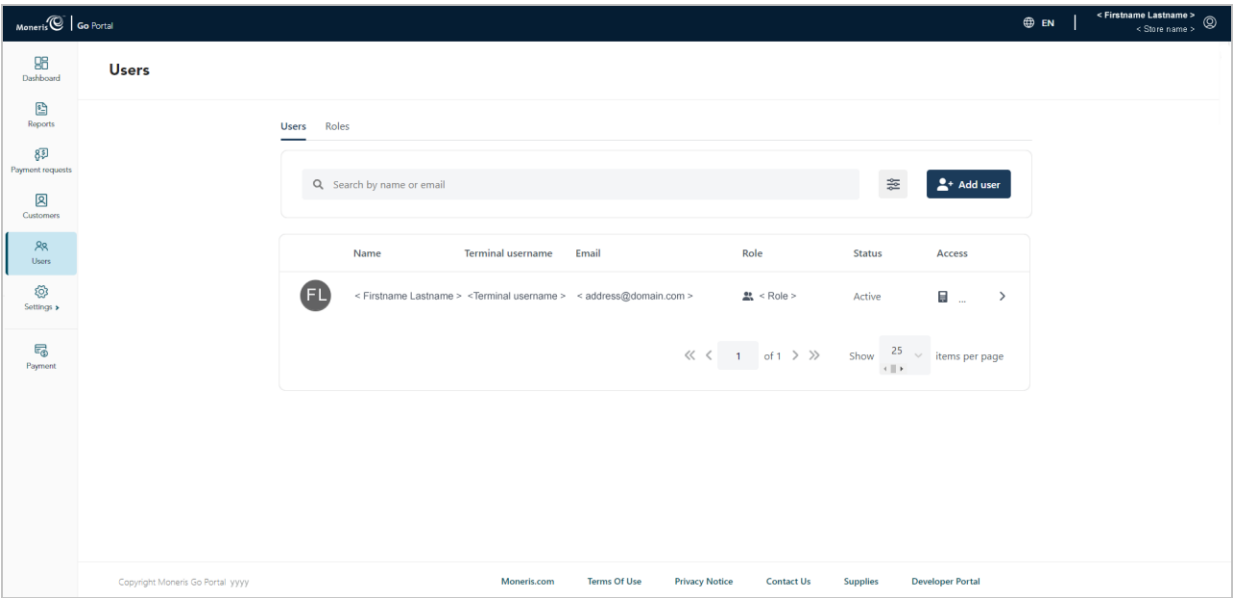 Moneris Go Portal
EN
< Firstname Lastname >
< Store name >
Dashboard
Reports
Payment requests
Customers
Users
Settings
Payment
Users
Users Roles
Search by name or email
Add user
Name Terminal username Email Role Status Access
FL < Firstname Lastname > <Terminal username > < address@domain.com > < Role > Active ...
1 of 1 Show 25 items per page
Copyright Moneris Go Portal yyyy Moneris.com Terms Of Use Privacy Notice Contact Us Supplies Developer Portal